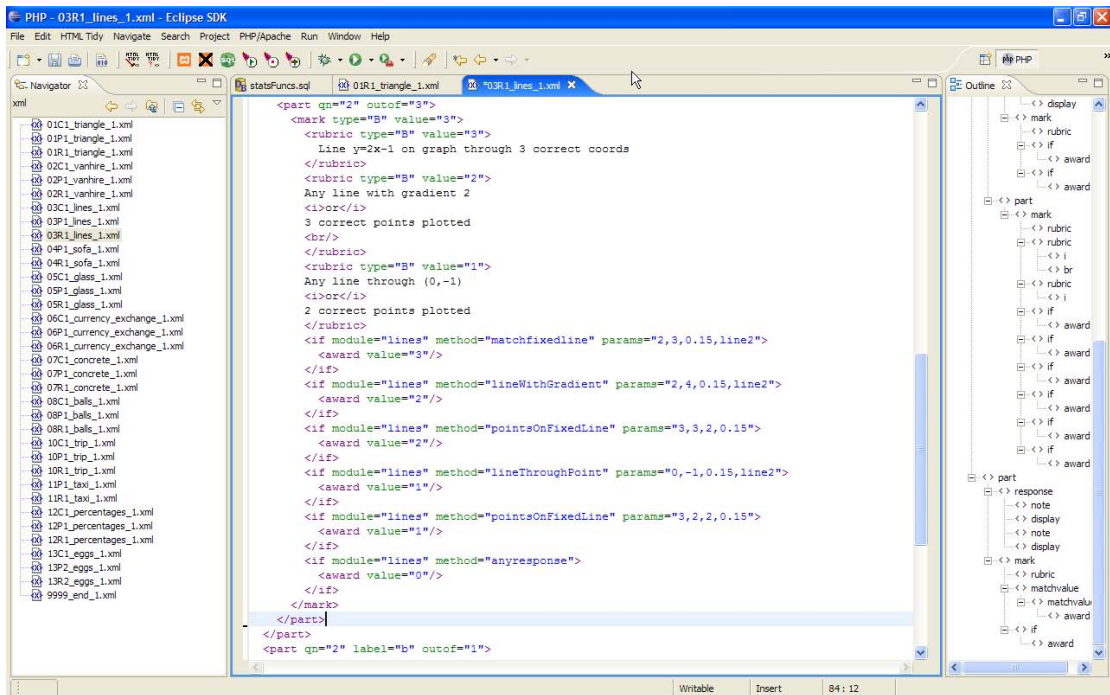 PHP - 03R1_lines_1.xml - Eclipse SDK
File Edit HTML Tidy Navigate Search Project PHP/Apache Run Window Help
PHP
Navigator
statsFuncs.sql
01R1_triangle_1.xml
*03R1_lines_1.xml
Outline
xml
01C1_triangle_1.xml
01P1_triangle_1.xml
01R1_triangle_1.xml
02C1_vanhire_1.xml
02P1_vanhire_1.xml
02R1_vanhire_1.xml
03C1_lines_1.xml
03P1_lines_1.xml
03R1_lines_1.xml
04P1_sofa_1.xml
04R1_sofa_1.xml
05C1_glass_1.xml
05P1_glass_1.xml
05R1_glass_1.xml
06C1_currency_exchange_1.xml
06P1_currency_exchange_1.xml
06R1_currency_exchange_1.xml
07C1_concrete_1.xml
07P1_concrete_1.xml
07R1_concrete_1.xml
08C1_balls_1.xml
08P1_balls_1.xml
08R1_balls_1.xml
10C1_trip_1.xml
10P1_trip_1.xml
10R1_trip_1.xml
11P1_taxi_1.xml
11R1_taxi_1.xml
12C1_percentages_1.xml
12P1_percentages_1.xml
12R1_percentages_1.xml
13C1_eggs_1.xml
13P2_eggs_1.xml
13R2_eggs_1.xml
9999_end_1.xml
<part qn="2" outof="3">
<mark type="B" value="3">
<rubric type="B" value="3">
Line y=2x-1 on graph through 3 correct coords
</rubric>
<rubric type="B" value="2">
Any line with gradient 2
<i>or</i>
3 correct points plotted
<br/>
</rubric>
<rubric type="B" value="1">
Any line through (0,-1)
<i>or</i>
2 correct points plotted
</rubric>
<if module="lines" method="matchfixedline" params="2,3,0.15,line2">
<award value="3"/>
</if>
<if module="lines" method="lineWithGradient" params="2,4,0.15,line2">
<award value="2"/>
</if>
<if module="lines" method="pointsOnFixedLine" params="3,3,2,0.15">
<award value="2"/>
</if>
<if module="lines" method="lineThroughPoint" params="0,-1,0.15,line2">
<award value="1"/>
</if>
<if module="lines" method="pointsOnFixedLine" params="3,2,2,0.15">
<award value="1"/>
</if>
<if module="lines" method="anyresponse">
<award value="0"/>
</if>
</mark>
</part>
</part>
<part qn="2" label="b" outof="1">
<> display
<> mark
<> rubric
<> if
<> award
<> if
<> award
<> part
<> mark
<> rubric
<> rubric
<> i
<> br
<> rubric
<> i
<> if
<> award
<> if
<> award
<> if
<> award
<> if
<> award
<> if
<> award
<> if
<> award
<> part
<> response
<> note
<> display
<> note
<> display
<> mark
<> rubric
<> matchvalue
<> matchvalu
<> award
<> if
<> award
Writable Insert 84 : 12